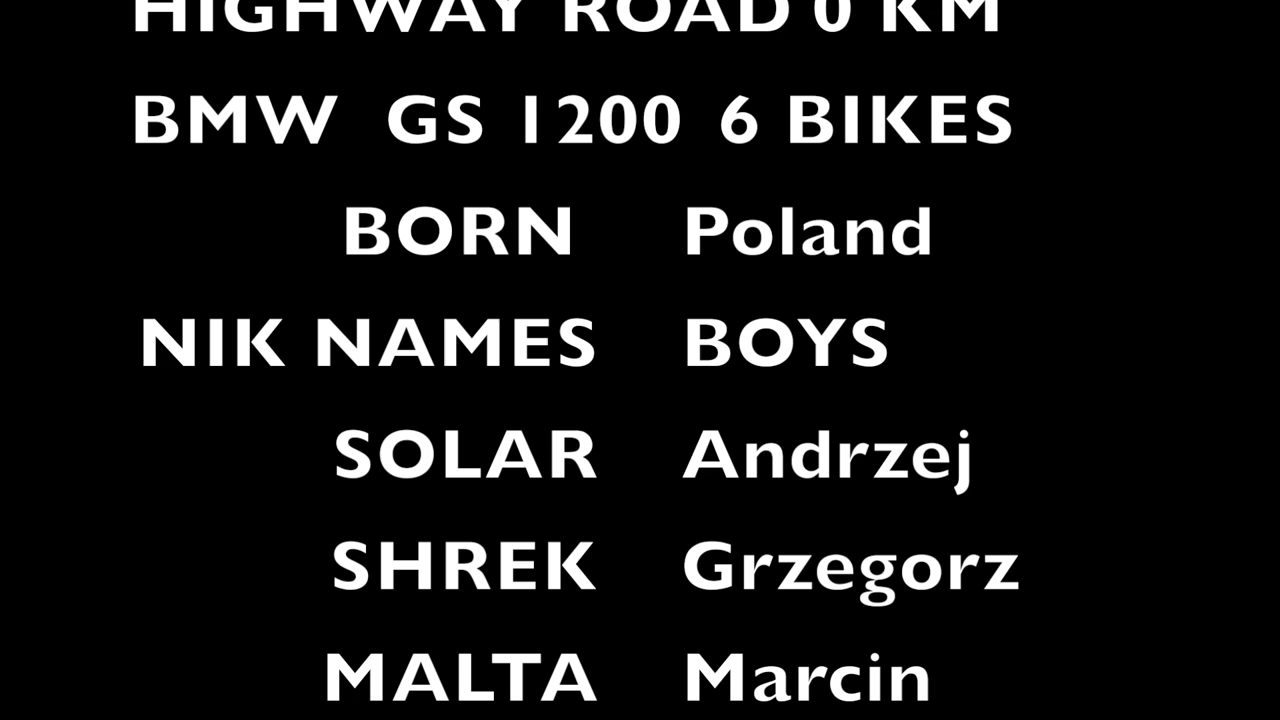 HIGHWAY ROAD 0 KM
BMW GS 1200 6 BIKES
BORN Poland
NIK NAMES BOYS
SOLAR Andrzej
SHREK Grzegorz
MALTA Marcin